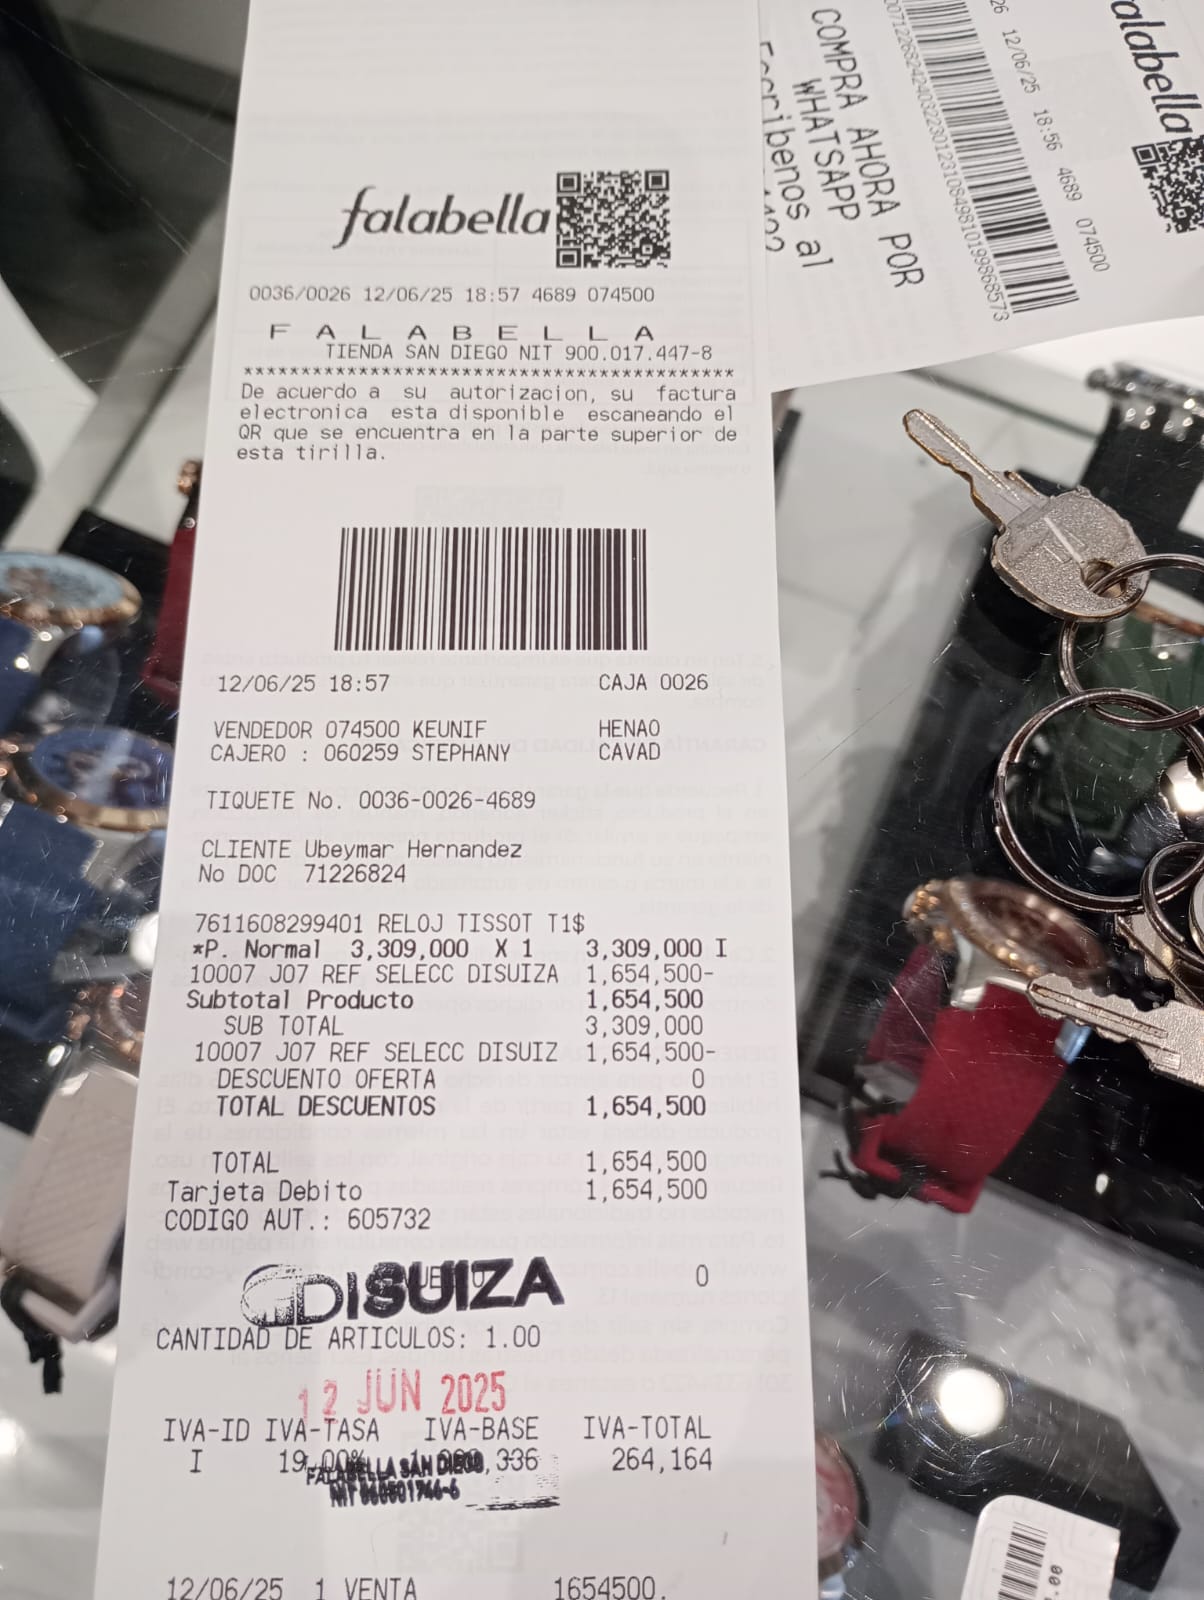 falabella
0036/0026 12/06/25 18:57 4689 074500
F A L A B E L L A
TIENDA SAN DIEGO NIT 900.017.447-8
*******************************************
De acuerdo a su autorizacion, su factura
electronica esta disponible escaneando el
QR que se encuentra en la parte superior de
esta tirilla.
12/06/25 18:57 CAJA 0026
VENDEDOR 074500 KEUNIF HENAO
CAJERO : 060259 STEPHANY CAVAD
TIQUETE No. 0036-0026-4689
CLIENTE Ubeymar Hernandez
No DOC 71226824
7611608299401 RELOJ TISSOT T1$
*P. Normal 3,309,000 X 1 3,309,000 I
10007 J07 REF SELECC DISUIZA 1,654,500-
Subtotal Producto 1,654,500
SUB TOTAL 3,309,000
10007 J07 REF SELECC DISUIZ 1,654,500-
DESCUENTO OFERTA 0
TOTAL DESCUENTOS 1,654,500
TOTAL 1,654,500
Tarjeta Debito 1,654,500
CODIGO AUT.: 605732
DISUIZA 0
CANTIDAD DE ARTICULOS: 1.00
12 JUN 2025
IVA-ID IVA-TASA IVA-BASE IVA-TOTAL
I 19.00% 336 264,164
FALABELLA SAN DIEGO
NIT
12/06/25 1 VENTA 1654500.
COMPRA AHORA POR
WHATSAPP
Escribenos al
26 12/06/25 18:56 4689 074500
falabella
.00